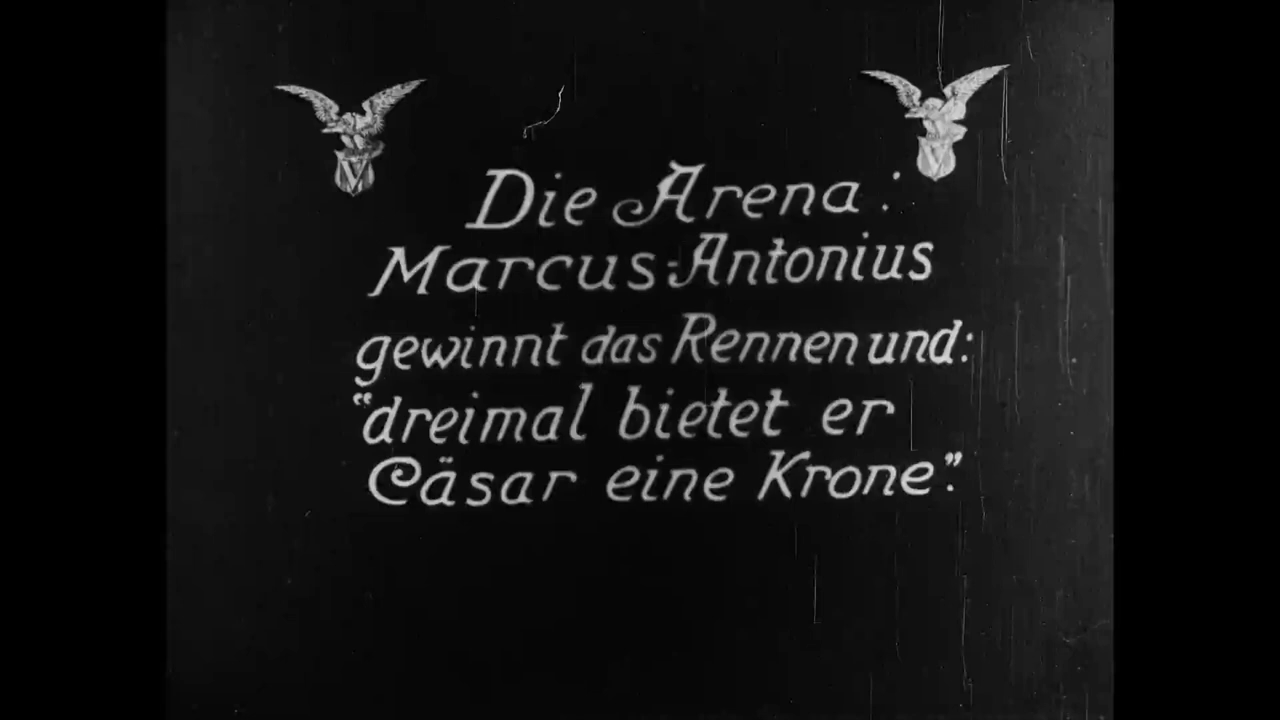 V V
Die Arena:
Marcus-Antonius
gewinnt das Rennen und:
"dreimal bietet er
Cäsar eine Krone".